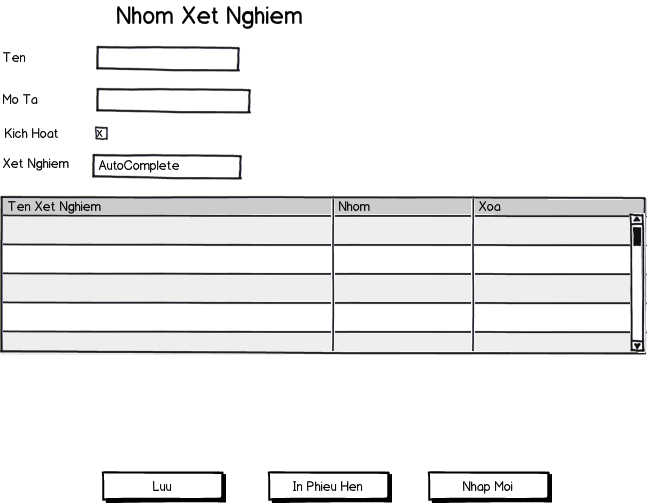 Nhom Xet Nghiem
Ten
Mo Ta
Kich Hoat x
Xet Nghiem AutoComplete
Ten Xet Nghiem Nhom Xoa
Luu In Phieu Hen Nhap Moi